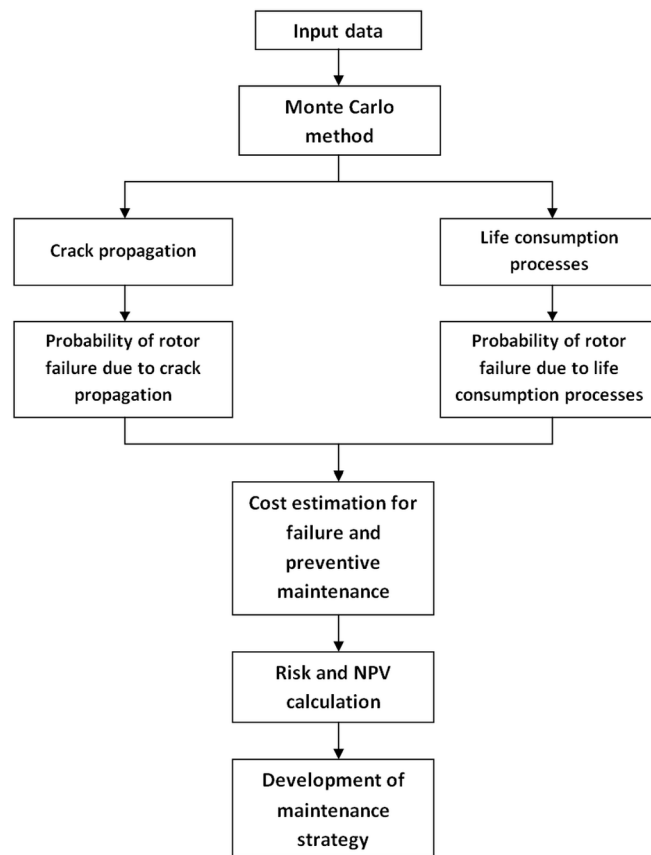 Input data
Monte Carlo
method
Crack propagation
Life consumption
processes
Probability of rotor
failure due to crack
propagation
Probability of rotor
failure due to life
consumption processes
Cost estimation for
failure and
preventive
maintenance
Risk and NPV
calculation
Development of
maintenance
strategy